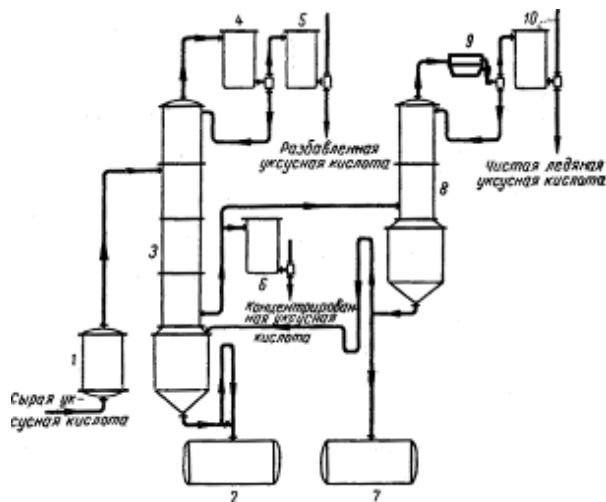 4
5
10
9
Разбавленная
уксусная кислота
Чистая ледяная
уксусная кислота
8
3
6
Концентрирован-
ная уксусная
кислота
1
Сырая ук-
сусная кислота
2
7